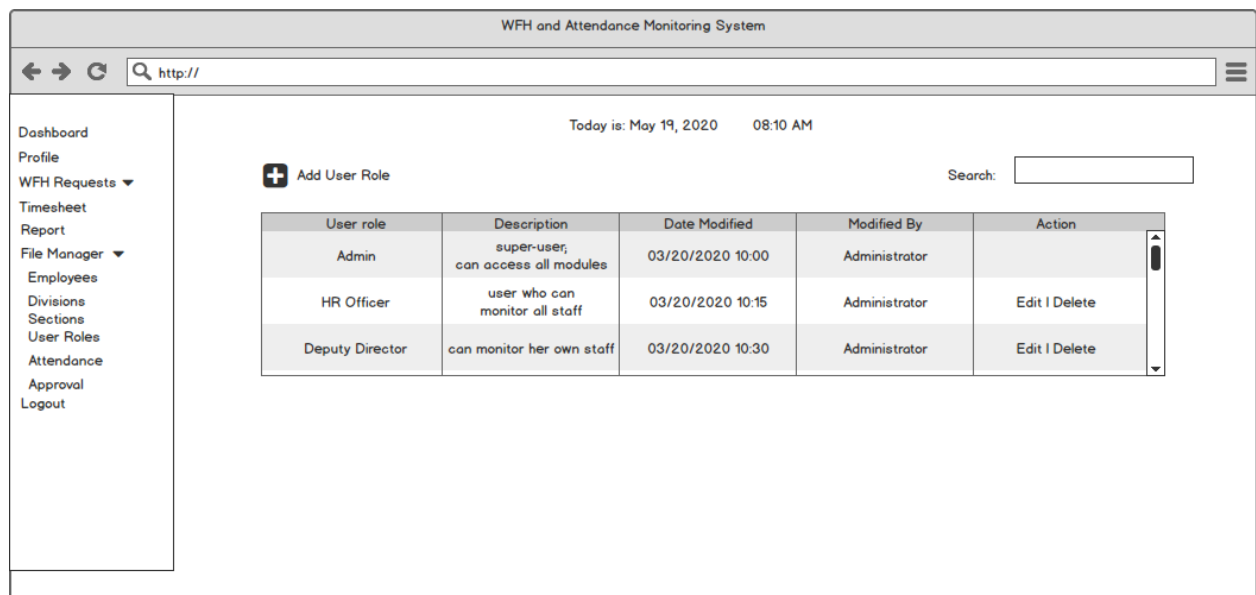 WFH and Attendance Monitoring System
http://
Dashboard
Profile
WFH Requests
Timesheet
Report
File Manager
Employees
Divisions
Sections
User Roles
Attendance
Approval
Logout
Today is: May 19, 2020 08:10 AM
Add User Role
Search:
User role Description Date Modified Modified By Action
Admin super-user, can access all modules 03/20/2020 10:00 Administrator
HR Officer user who can monitor all staff 03/20/2020 10:15 Administrator Edit | Delete
Deputy Director can monitor her own staff 03/20/2020 10:30 Administrator Edit | Delete